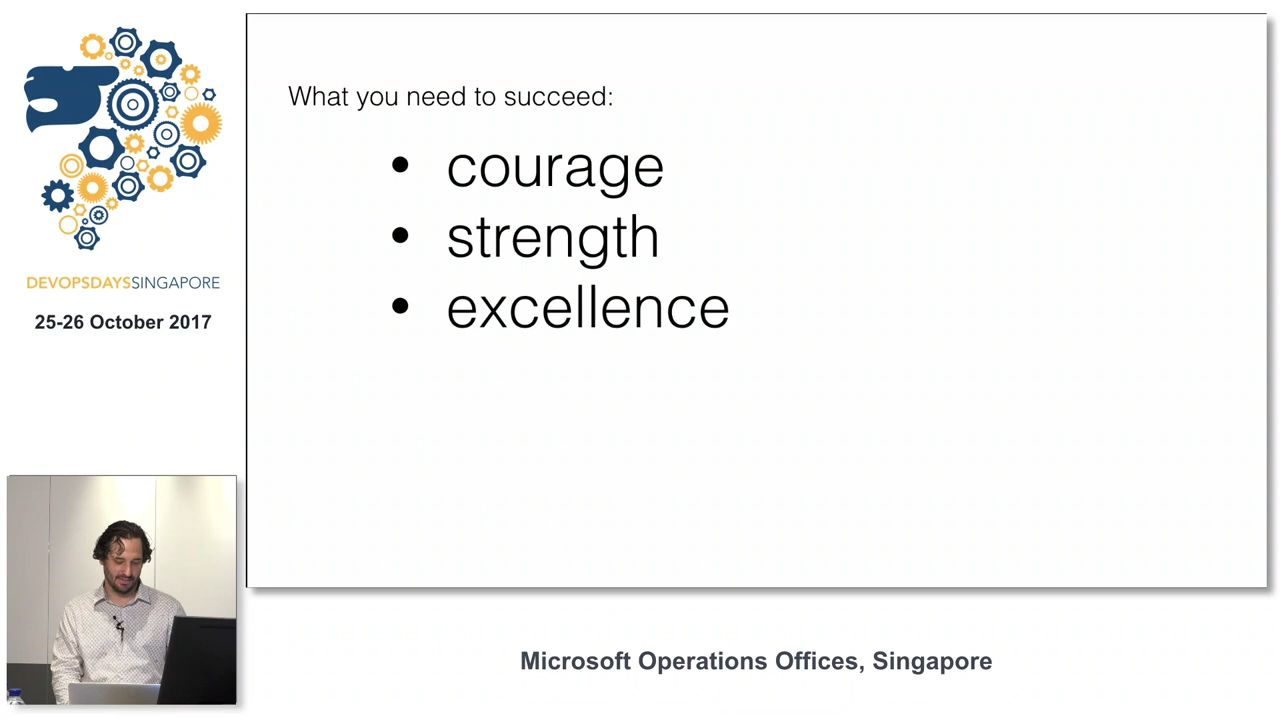 DEVOPSDAYSSINGAPORE
25-26 October 2017
What you need to succeed:
• courage
• strength
• excellence
Microsoft Operations Offices, Singapore